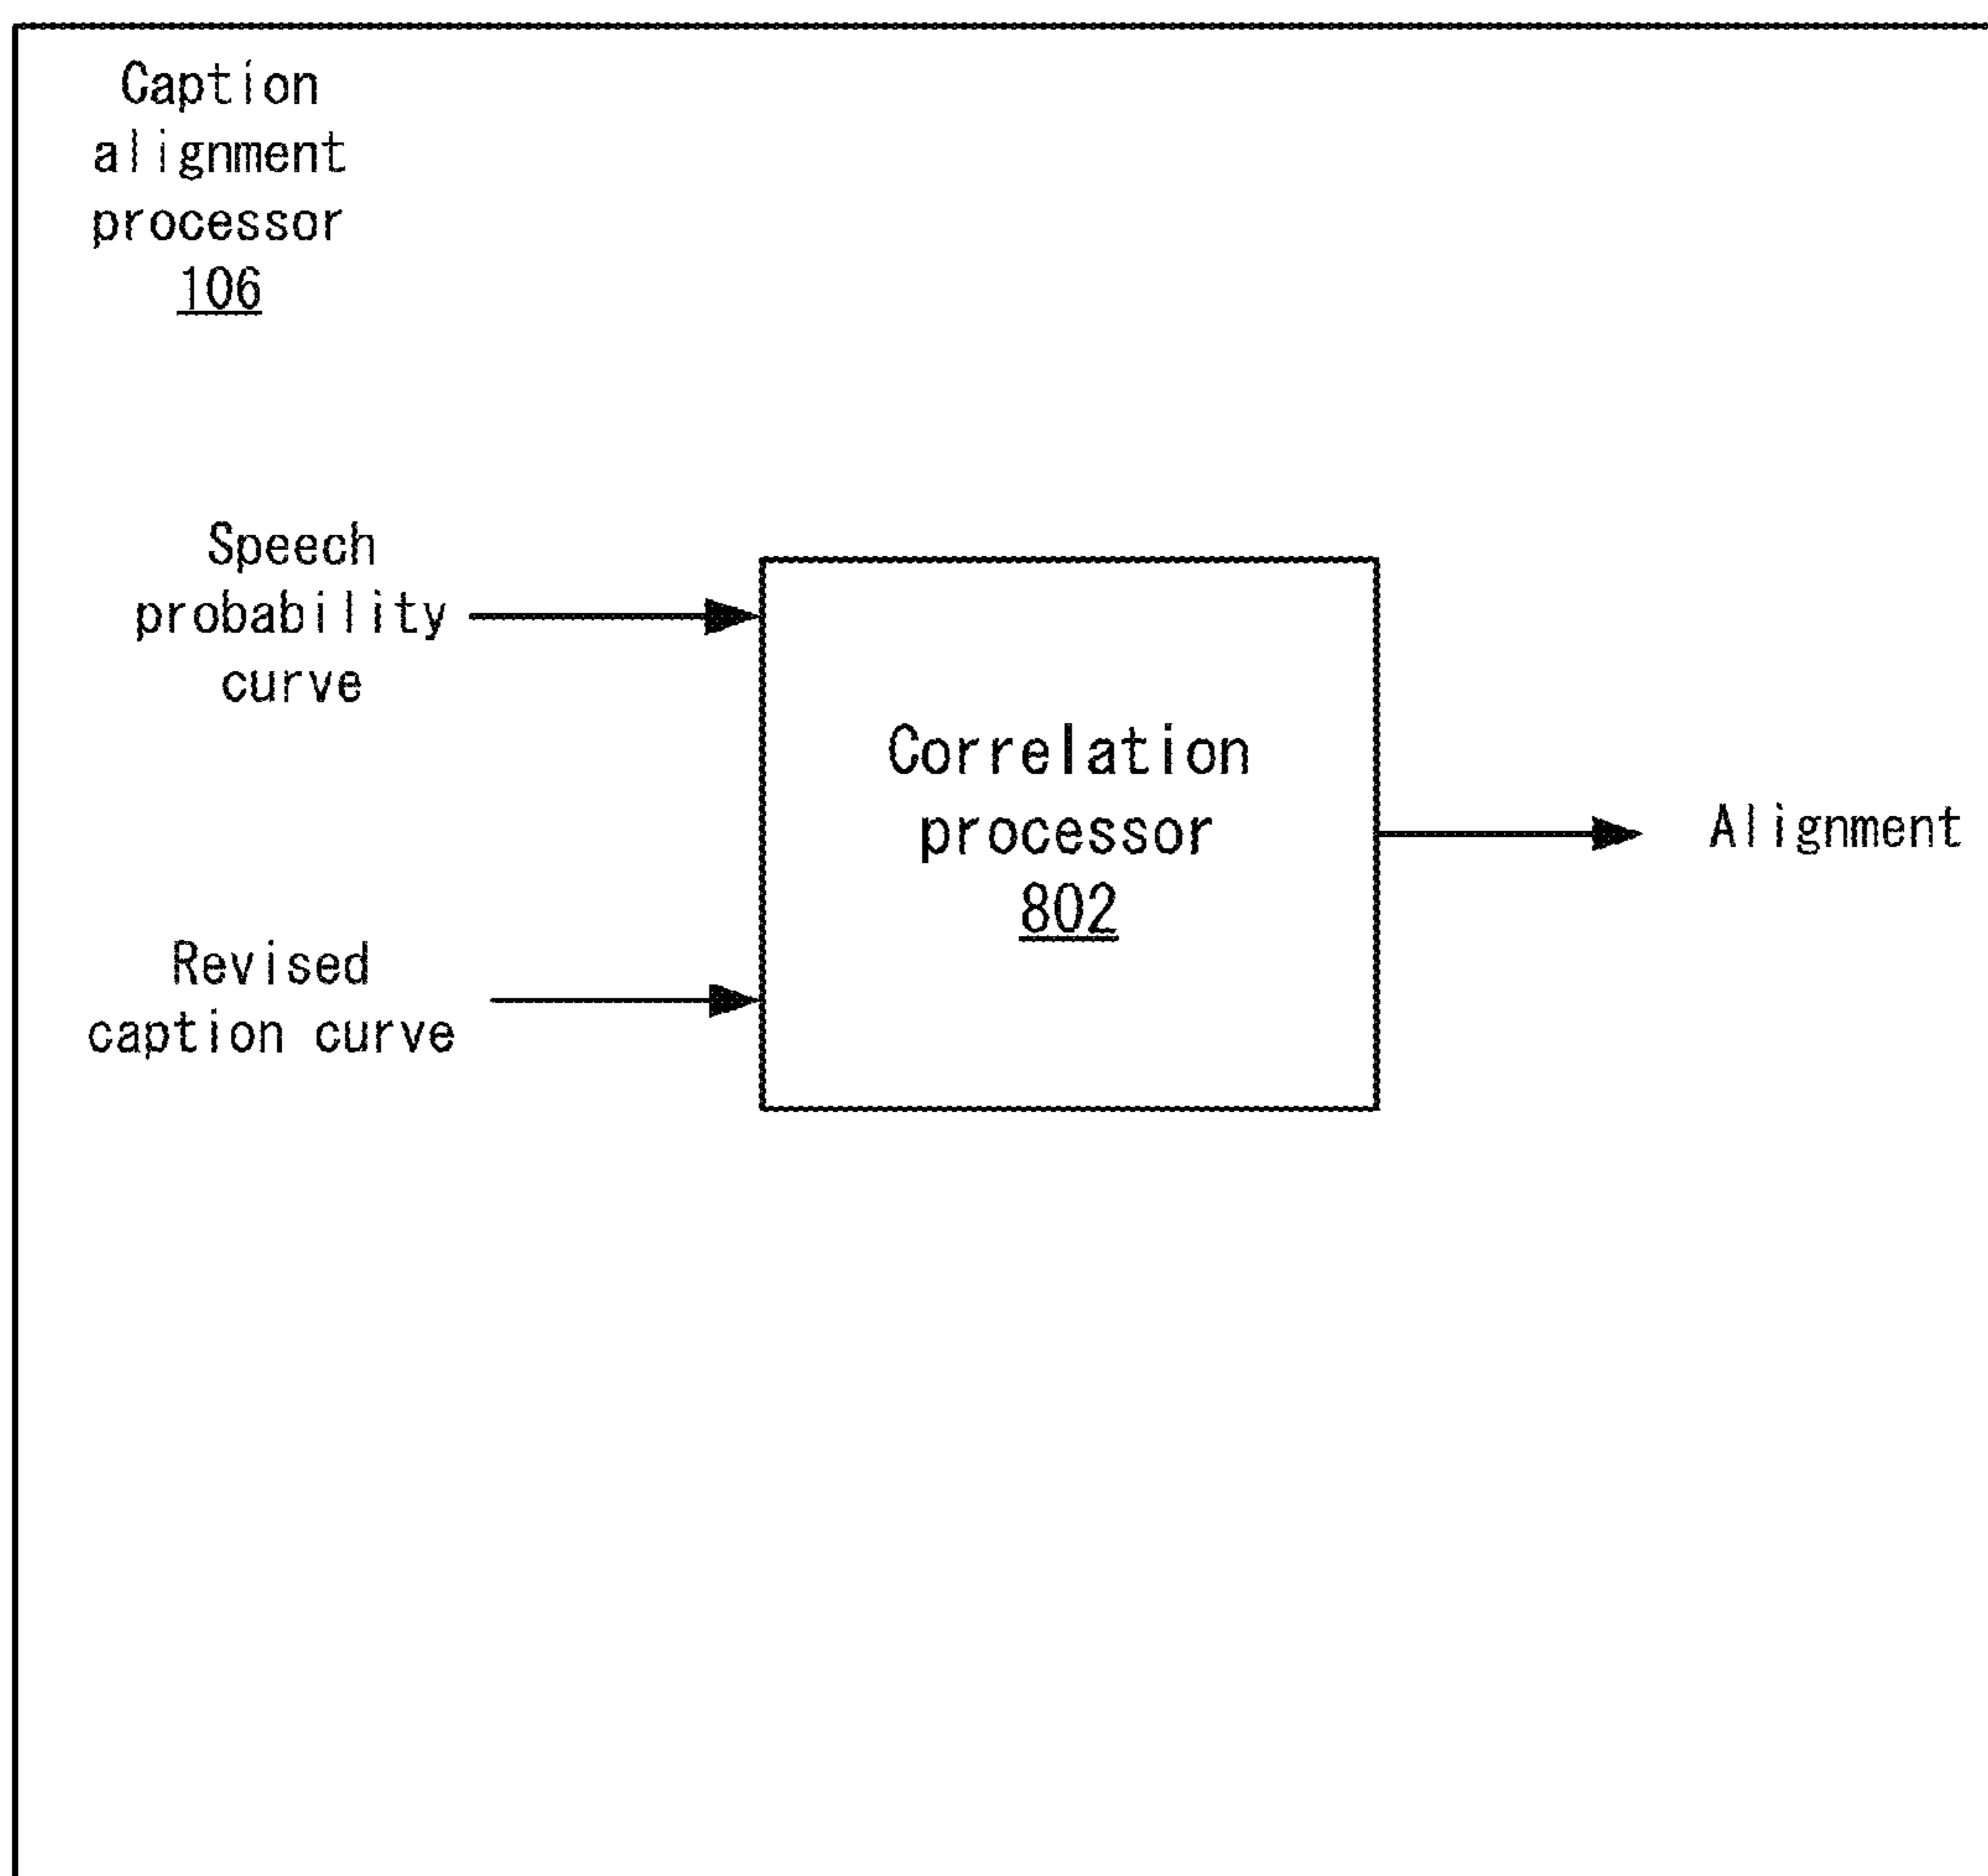 Caption
alignment
processor
106
Speech
probability
curve
Correlation
processor
802
Alignment
Revised
caption curve